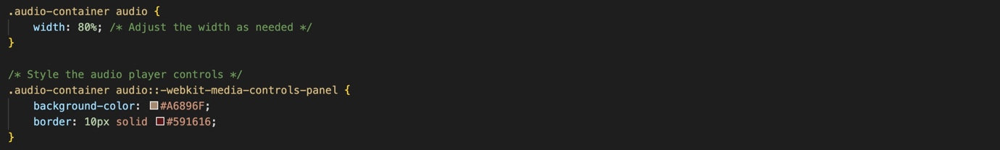 .audio-container audio {
    width: 80%; /* Adjust the width as needed */
}

/* Style the audio player controls */
.audio-container audio::-webkit-media-controls-panel {
    background-color: #A6896F;
    border: 10px solid #591616;
}